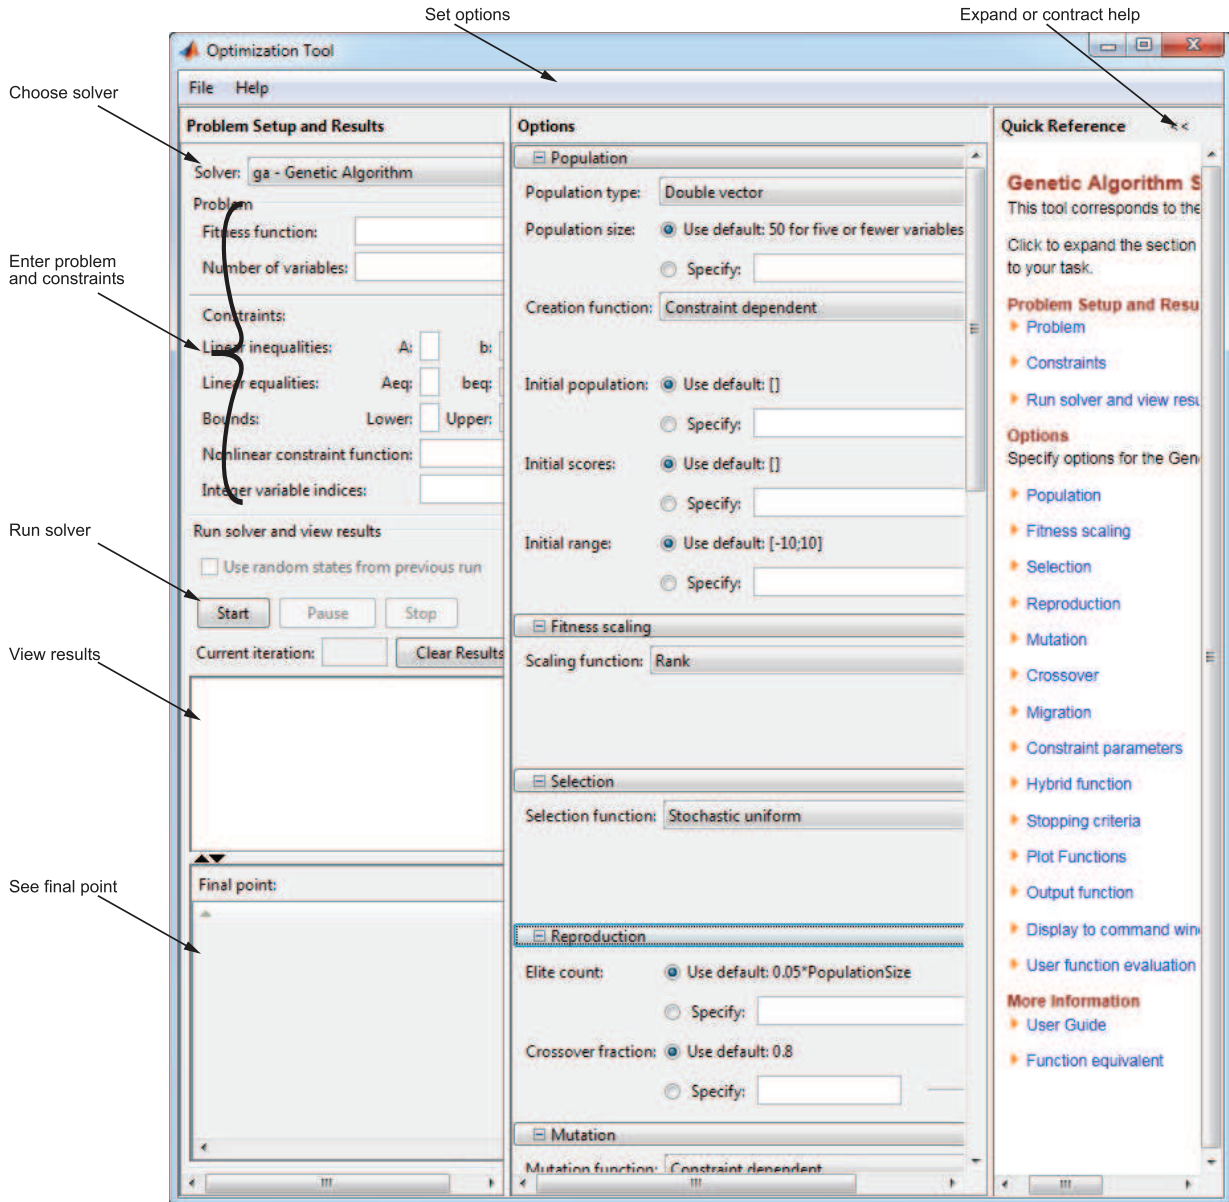 Set options
Expand or contract help
Optimization Tool
File Help
Choose solver
Problem Setup and Results
Solver: ga - Genetic Algorithm
Problem
Fitness function:
Number of variables:
Enter problem
and constraints
Constraints:
Linear inequalities: A: b:
Linear equalities: Aeq: beq:
Bounds: Lower: Upper:
Nonlinear constraint function:
Integer variable indices:
Run solver
Run solver and view results
Use random states from previous run
Start Pause Stop
View results
Current iteration: Clear Results
See final point
Final point:
Options
Population
Population type: Double vector
Population size: Use default: 50 for five or fewer variables
Specify:
Creation function: Constraint dependent
Initial population: Use default: []
Specify:
Initial scores: Use default: []
Specify:
Initial range: Use default: [-10;10]
Specify:
Fitness scaling
Scaling function: Rank
Selection
Selection function: Stochastic uniform
Reproduction
Elite count: Use default: 0.05*PopulationSize
Specify:
Crossover fraction: Use default: 0.8
Specify:
Mutation
Mutation function: Constraint dependent
Quick Reference <<
Genetic Algorithm S
This tool corresponds to the
Click to expand the section
to your task.
Problem Setup and Resu
Problem
Constraints
Run solver and view resu
Options
Specify options for the Gen
Population
Fitness scaling
Selection
Reproduction
Mutation
Crossover
Migration
Constraint parameters
Hybrid function
Stopping criteria
Plot Functions
Output function
Display to command win
User function evaluation
More Information
User Guide
Function equivalent